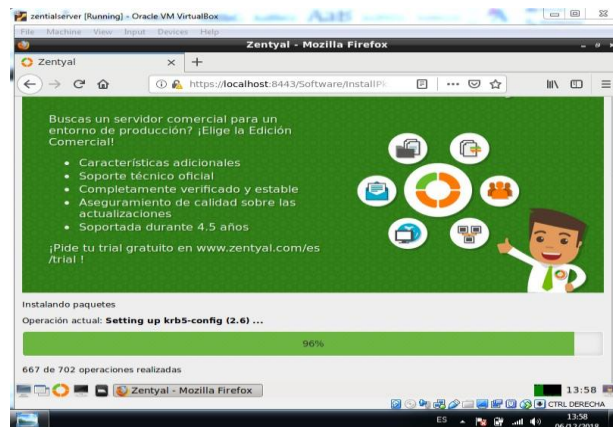 zentialserver [Running] - Oracle VM VirtualBox
File Machine View Input Devices Help
Zentyal - Mozilla Firefox
Zentyal
https://localhost:8443/Software/InstallPk
Buscas un servidor comercial para un
entorno de producción? ¡Elige la Edición
Comercial!
• Características adicionales
• Soporte técnico oficial
• Completamente verificado y estable
• Aseguramiento de calidad sobre las
actualizaciones
• Soportada durante 4.5 años
¡Pide tu trial gratuito en www.zentyal.com/es
/trial !
Instalando paquetes
Operación actual: Setting up krb5-config (2.6) ...
96%
667 de 702 operaciones realizadas
Zentyal - Mozilla Firefox
13:58
CTRL DERECHA
ES
13:58
06/12/2018